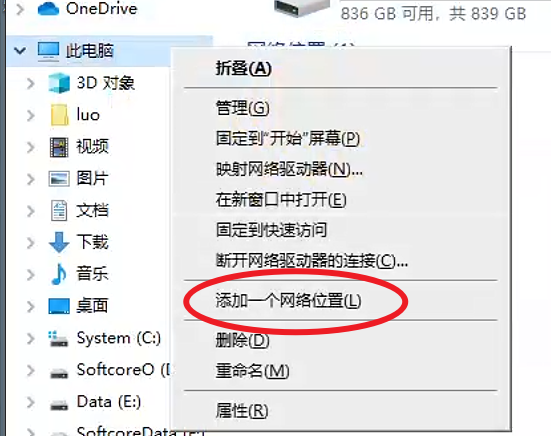 OneDrive
836 GB 可用，共 839 GB
此电脑
网络位置 (1)
折叠(A)
3D 对象
管理(G)
luo
固定到"开始"屏幕(P)
视频
映射网络驱动器(N)...
图片
在新窗口中打开(E)
文档
固定到快速访问
下载
断开网络驱动器的连接(C)...
音乐
添加一个网络位置(L)
桌面
System (C:)
删除(D)
SoftcoreO (D
重命名(M)
Data (E:)
属性(R)
SoftcoreData (F:)